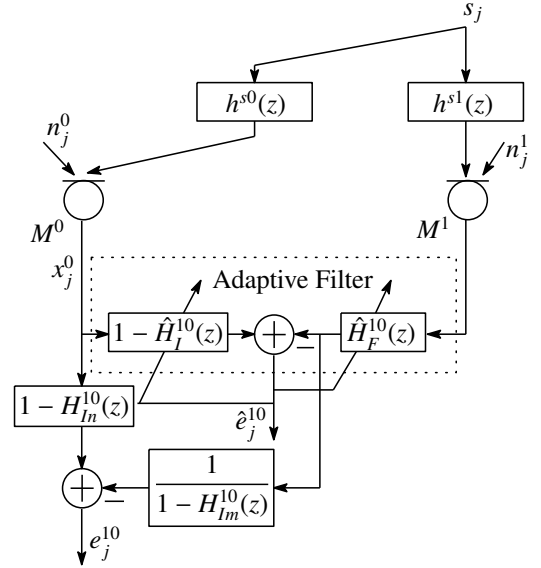 s_j
h^{s0}(z)
h^{s1}(z)
n_j^0
n_j^1
M^0
M^1
x_j^0
Adaptive Filter
1 − Ĥ_I^{10}(z)
+
−
Ĥ_F^{10}(z)
1 − H_{In}^{10}(z)
ê_j^{10}
+
−
1
1 − H_{Im}^{10}(z)
e_j^{10}